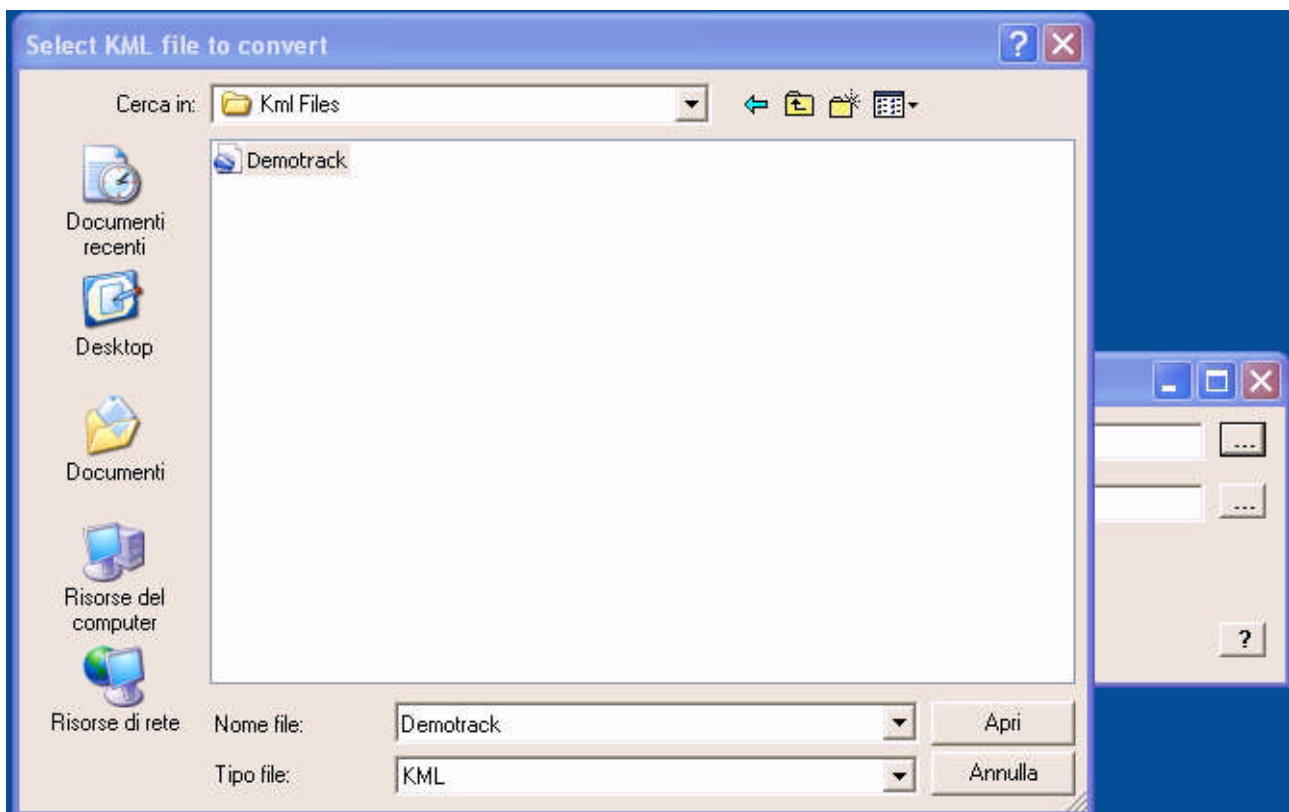 Select KML file to convert
Cerca in:
Kml Files
Demotrack
Documenti
recenti
Desktop
Documenti
Risorse del
computer
Risorse di rete
Nome file:
Demotrack
Apri
Tipo file:
KML
Annulla
...
...
?